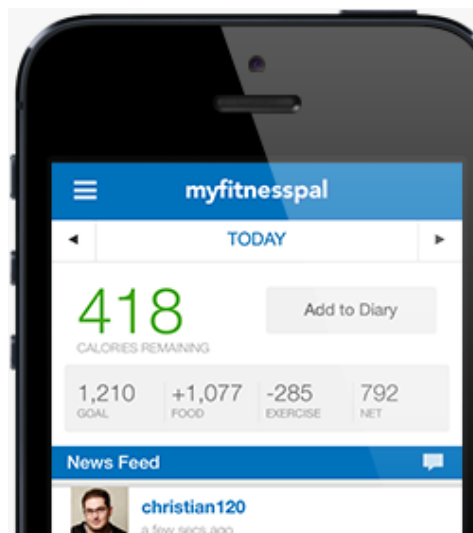 myfitnesspal
TODAY
418
Add to Diary
CALORIES REMAINING
1,210 +1,077 -285 792
GOAL FOOD EXERCISE NET
News Feed
christian120
a few secs ago